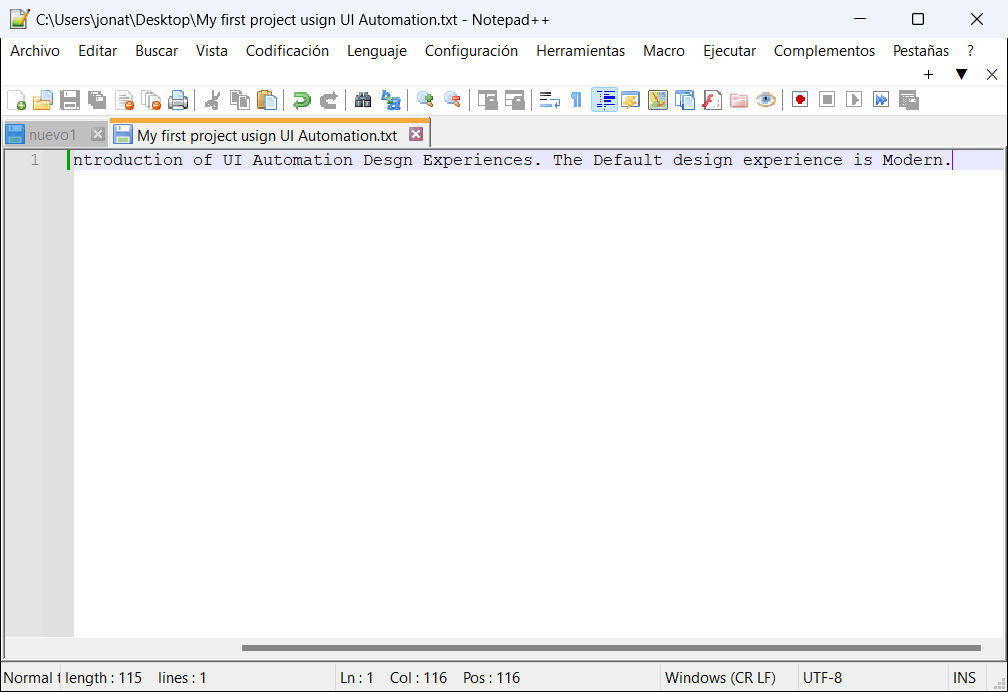 C:\Users\jonat\Desktop\My first project usign UI Automation.txt - Notepad++
Archivo Editar Buscar Vista Codificación Lenguaje Configuración Herramientas Macro Ejecutar Complementos Pestañas ?
nuevo1 My first project usign UI Automation.txt
1 ntroduction of UI Automation Desgn Experiences. The Default design experience is Modern.
Normal t length : 115 lines : 1 Ln : 1 Col : 116 Pos : 116 Windows (CR LF) UTF-8 INS